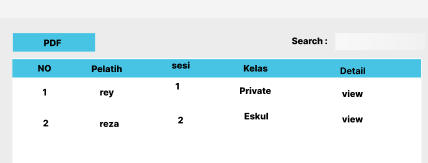 PDF Search :
NO Pelatih sesi Kelas Detail
1 rey 1 Private view
2 reza 2 Eskul view